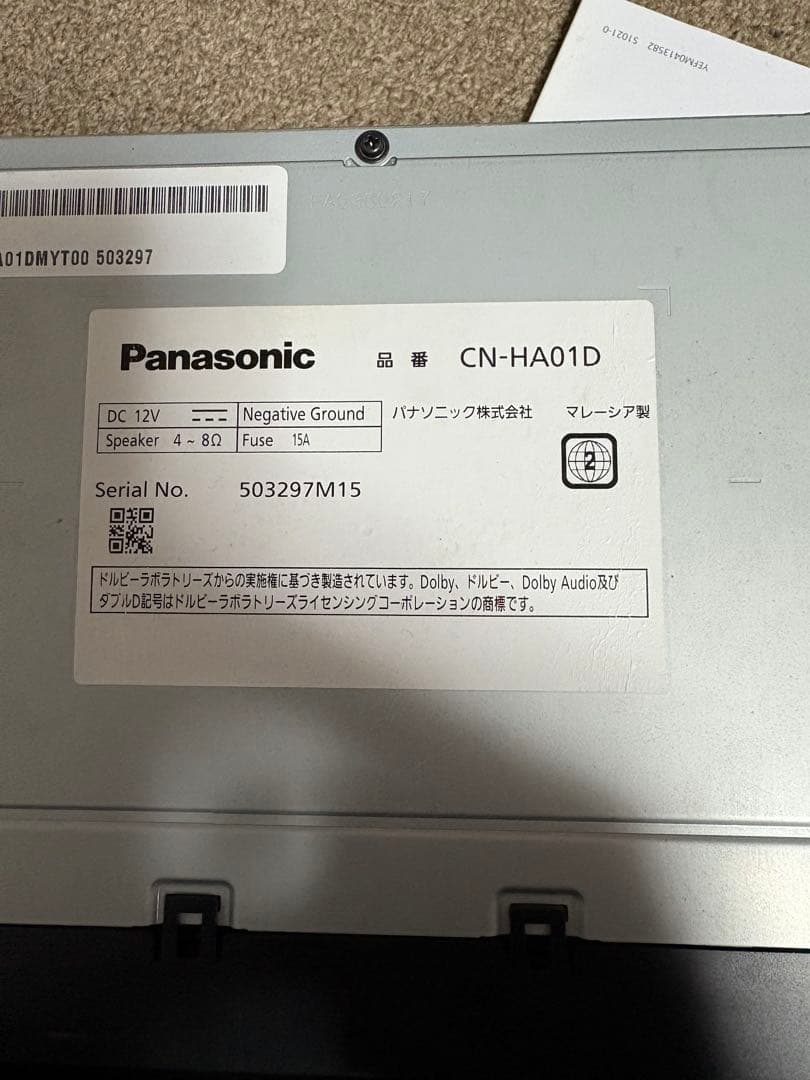 YEFM0413582 S1021-0
A01DMYT00 503297
Panasonic 品番 CN-HA01D
DC 12V Negative Ground パナソニック株式会社 マレーシア製
Speaker 4 ~ 8Ω Fuse 15A
2
Serial No. 503297M15
ドルビーラボラトリーズからの実施権に基づき製造されています。Dolby、ドルビー、Dolby Audio及び
ダブルD記号はドルビーラボラトリーズライセンシングコーポレーションの商標です。